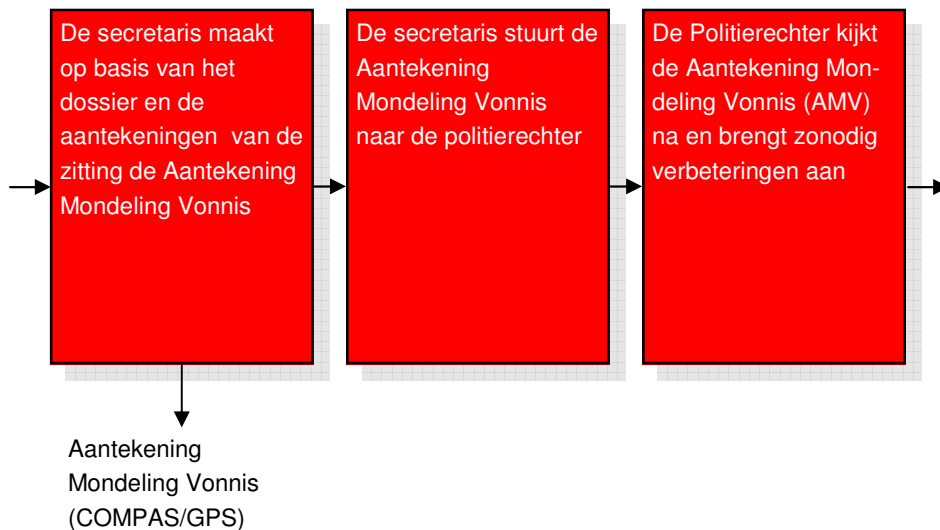 De secretaris maakt
op basis van het
dossier en de
aantekeningen van de
zitting de Aantekening
Mondeling Vonnis
De secretaris stuurt de
Aantekening
Mondeling Vonnis
naar de politierechter
De Politierechter kijkt
de Aantekening Mon-
deling Vonnis (AMV)
na en brengt zonodig
verbeteringen aan
Aantekening
Mondeling Vonnis
(COMPAS/GPS)